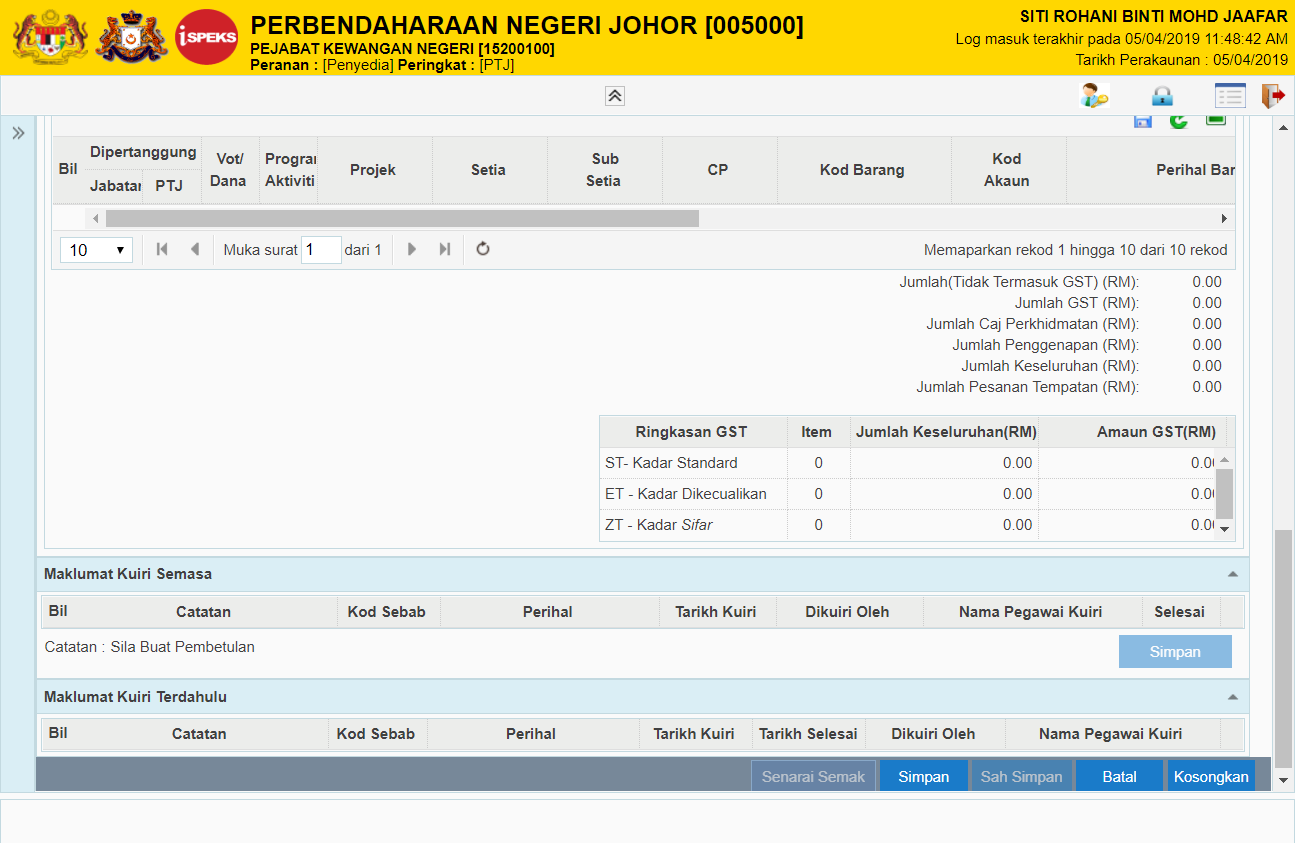 iSPEKS
PERBENDAHARAAN NEGERI JOHOR [005000]
PEJABAT KEWANGAN NEGERI [15200100]
Peranan : [Penyedia] Peringkat : [PTJ]
SITI ROHANI BINTI MOHD JAAFAR
Log masuk terakhir pada 05/04/2019 11:48:42 AM
Tarikh Perakaunan : 05/04/2019
Bil Dipertanggung Vot/ Dana Prograr Aktiviti Projek Setia Sub Setia CP Kod Barang Kod Akaun Perihal Bar
Jabatar PTJ
10 Muka surat 1 dari 1 Memaparkan rekod 1 hingga 10 dari 10 rekod
Jumlah(Tidak Termasuk GST) (RM): 0.00
Jumlah GST (RM): 0.00
Jumlah Caj Perkhidmatan (RM): 0.00
Jumlah Penggenapan (RM): 0.00
Jumlah Keseluruhan (RM): 0.00
Jumlah Pesanan Tempatan (RM): 0.00
Ringkasan GST Item Jumlah Keseluruhan(RM) Amaun GST(RM)
ST- Kadar Standard 0 0.00 0.00
ET - Kadar Dikecualikan 0 0.00 0.00
ZT - Kadar Sifar 0 0.00 0.00
Maklumat Kuiri Semasa
Bil Catatan Kod Sebab Perihal Tarikh Kuiri Dikuiri Oleh Nama Pegawai Kuiri Selesai
Catatan : Sila Buat Pembetulan Simpan
Maklumat Kuiri Terdahulu
Bil Catatan Kod Sebab Perihal Tarikh Kuiri Tarikh Selesai Dikuiri Oleh Nama Pegawai Kuiri
Senarai Semak Simpan Sah Simpan Batal Kosongkan